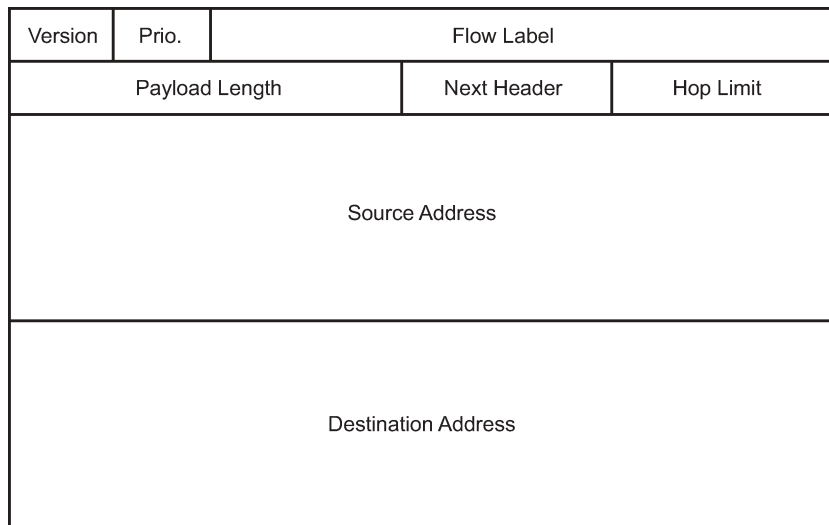 Version Prio. Flow Label
Payload Length Next Header Hop Limit
Source Address
Destination Address